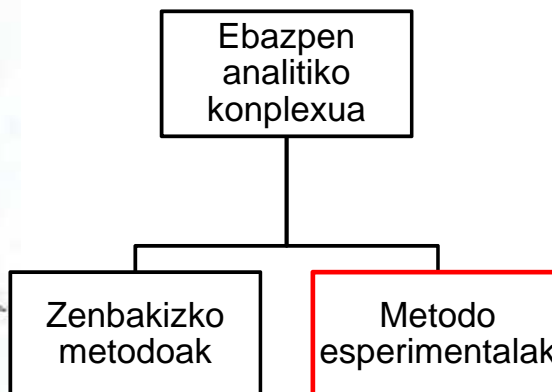 Ebazpen
analitiko
konplexua
Zenbakizko
metodoak
Metodo
esperimentalak